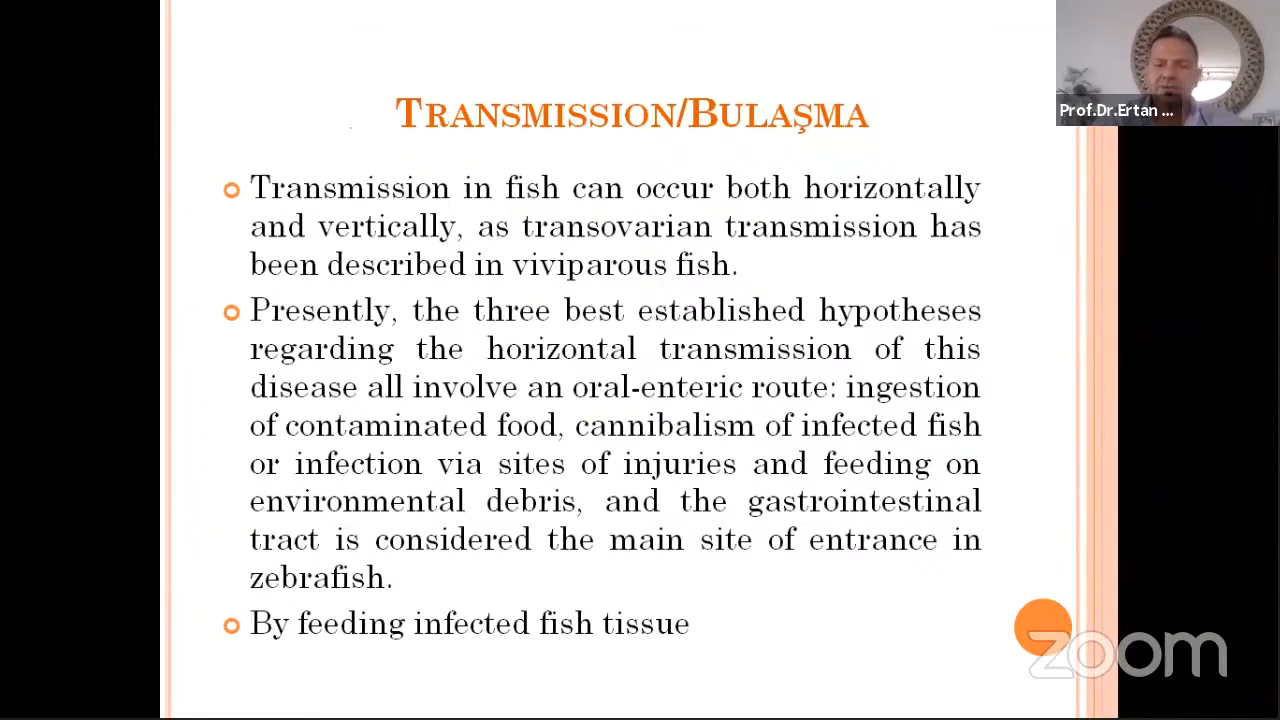 Prof.Dr.Ertan ...
TRANSMISSION/BULAŞMA
Transmission in fish can occur both horizontally
and vertically, as transovarian transmission has
been described in viviparous fish.
Presently, the three best established hypotheses
regarding the horizontal transmission of this
disease all involve an oral-enteric route: ingestion
of contaminated food, cannibalism of infected fish
or infection via sites of injuries and feeding on
environmental debris, and the gastrointestinal
tract is considered the main site of entrance in
zebrafish.
By feeding infected fish tissue
zoom